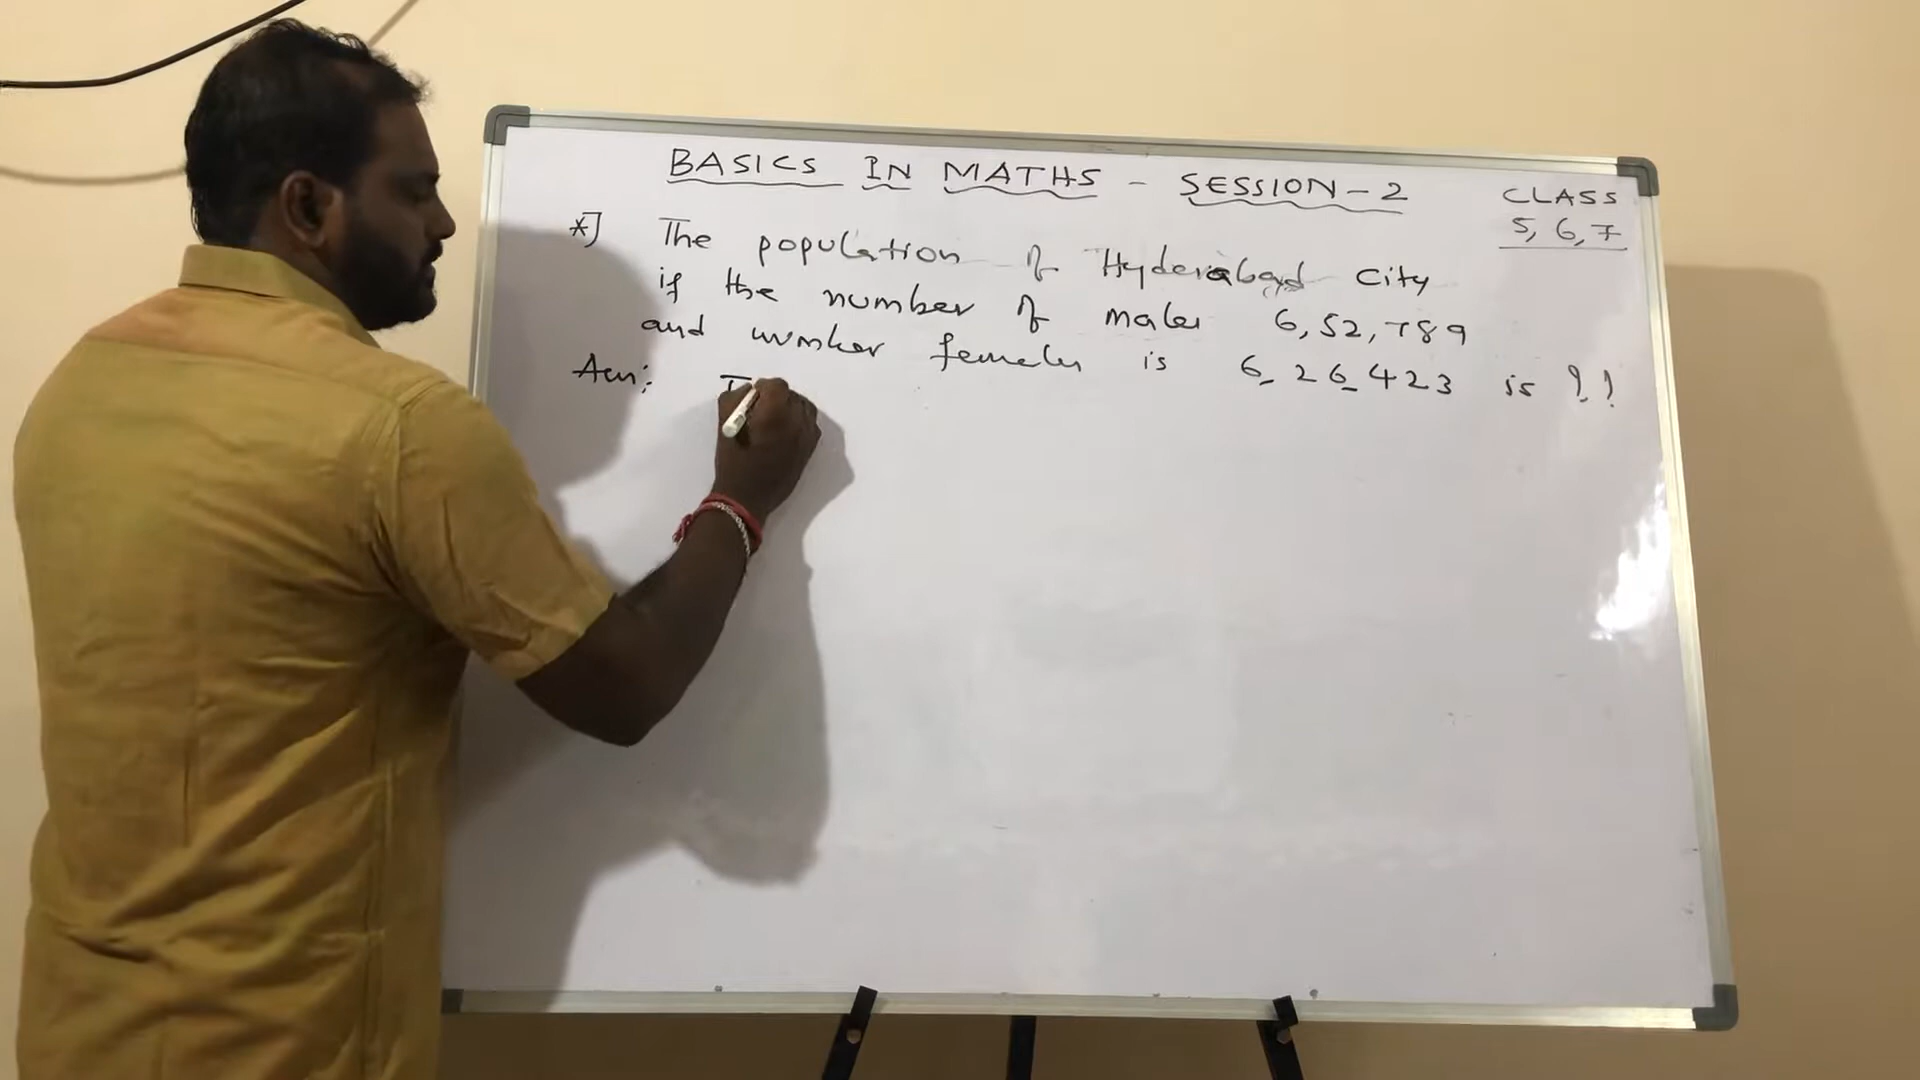 BASICS IN MATHS - SESSION-2
CLASS
5, 6, 7
*] The population of Hyderabad City
if the number of males 6,52,789
and number females is 6,26,423 is ??
Ans: